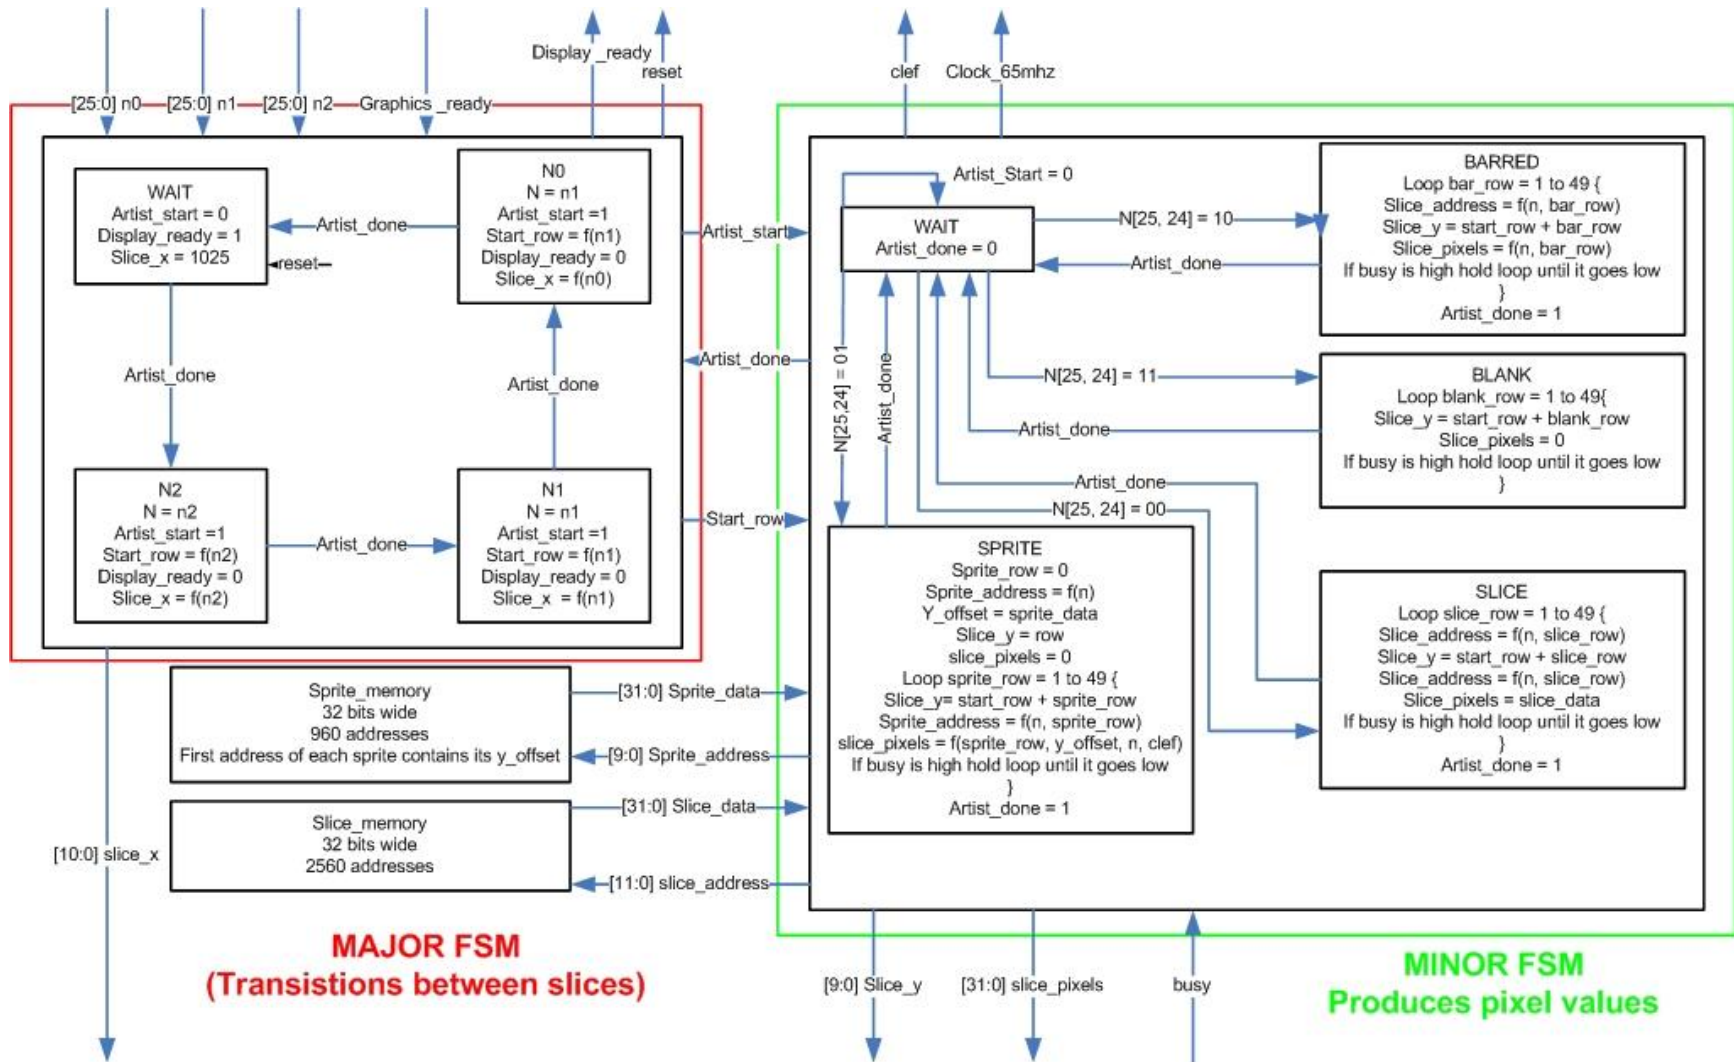 Display _ready
reset
clef
Clock_65mhz
[25:0] n0
[25:0] n1
[25:0] n2
Graphics _ready
WAIT
Artist_start = 0
Display_ready = 1
Slice_x = 1025
reset
Artist_done
N0
N = n1
Artist_start =1
Start_row = f(n1)
Display_ready = 0
Slice_x = f(n0)
Artist_done
Artist_done
N2
N = n2
Artist_start =1
Start_row = f(n2)
Display_ready = 0
Slice_x = f(n2)
Artist_done
N1
N = n1
Artist_start =1
Start_row = f(n1)
Display_ready = 0
Slice_x = f(n1)
Artist_start
Artist_done
Start_row
Artist_Start = 0
WAIT
Artist_done = 0
N[25, 24] = 10
Artist_done
N[25,24] = 01
Artist_done
N[25, 24] = 11
Artist_done
Artist_done
N[25, 24] = 00
BARRED
Loop bar_row = 1 to 49 {
Slice_address = f(n, bar_row)
Slice_y = start_row + bar_row
Slice_pixels = f(n, bar_row)
If busy is high hold loop until it goes low
}
Artist_done = 1
BLANK
Loop blank_row = 1 to 49{
Slice_y = start_row + blank_row
Slice_pixels = 0
If busy is high hold loop until it goes low
}
SPRITE
Sprite_row = 0
Sprite_address = f(n)
Y_offset = sprite_data
Slice_y = row
slice_pixels = 0
Loop sprite_row = 1 to 49 {
Slice_y= start_row + sprite_row
Sprite_address = f(n, sprite_row)
slice_pixels = f(sprite_row, y_offset, n, clef)
If busy is high hold loop until it goes low
}
Artist_done = 1
SLICE
Loop slice_row = 1 to 49 {
Slice_address = f(n, slice_row)
Slice_y = start_row + slice_row
Slice_address = f(n, slice_row)
Slice_pixels = slice_data
If busy is high hold loop until it goes low
}
Artist_done = 1
Sprite_memory
32 bits wide
960 addresses
First address of each sprite contains its y_offset
[31:0] Sprite_data
[9:0] Sprite_address
Slice_memory
32 bits wide
2560 addresses
[31:0] Slice_data
[11:0] slice_address
[10:0] slice_x
MAJOR FSM
(Transistions between slices)
[9:0] Slice_y
[31:0] slice_pixels
busy
MINOR FSM
Produces pixel values